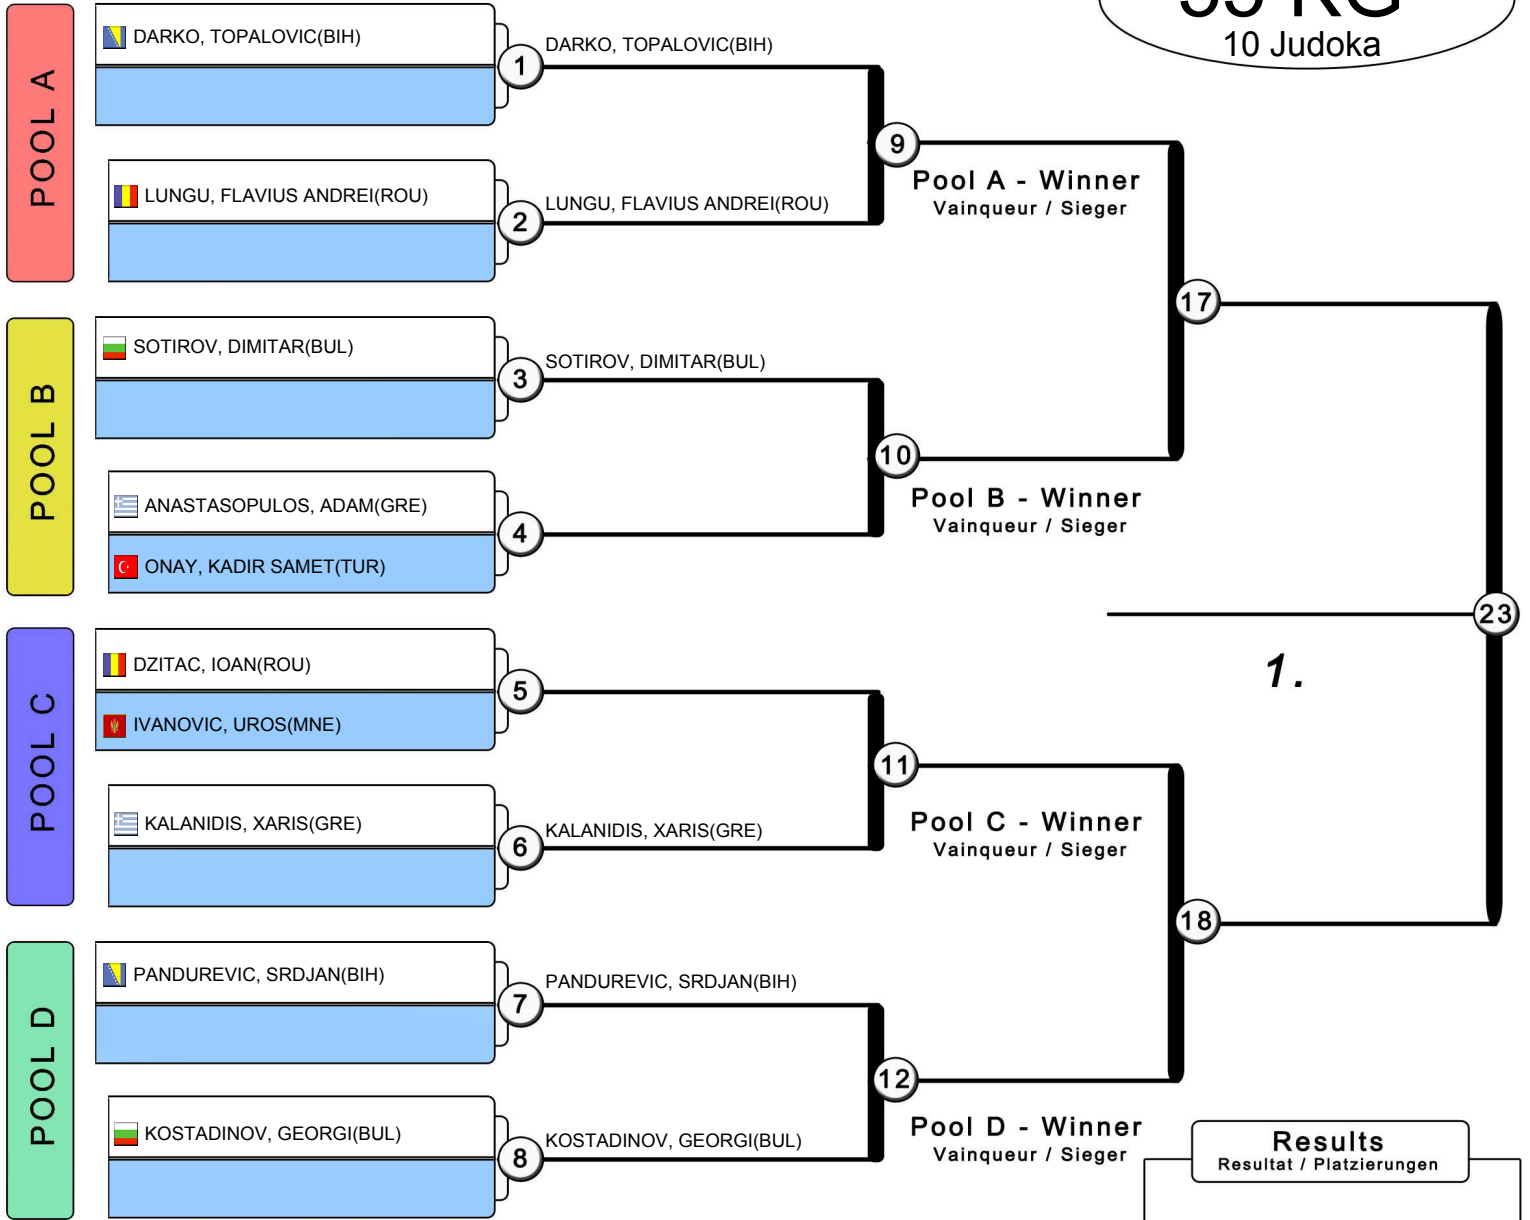 KG
10 Judoka
POOL A
DARKO, TOPALOVIC(BIH)
1
DARKO, TOPALOVIC(BIH)
LUNGU, FLAVIUS ANDREI(ROU)
2
LUNGU, FLAVIUS ANDREI(ROU)
9
Pool A - Winner
Vainqueur / Sieger
17
POOL B
SOTIROV, DIMITAR(BUL)
3
SOTIROV, DIMITAR(BUL)
ANASTASOPULOS, ADAM(GRE)
4
ONAY, KADIR SAMET(TUR)
10
Pool B - Winner
Vainqueur / Sieger
23
1.
POOL C
DZITAC, IOAN(ROU)
5
IVANOVIC, UROS(MNE)
KALANIDIS, XARIS(GRE)
6
KALANIDIS, XARIS(GRE)
11
Pool C - Winner
Vainqueur / Sieger
18
POOL D
PANDUREVIC, SRDJAN(BIH)
7
PANDUREVIC, SRDJAN(BIH)
KOSTADINOV, GEORGI(BUL)
8
KOSTADINOV, GEORGI(BUL)
12
Pool D - Winner
Vainqueur / Sieger
Results
Resultat / Platzierungen